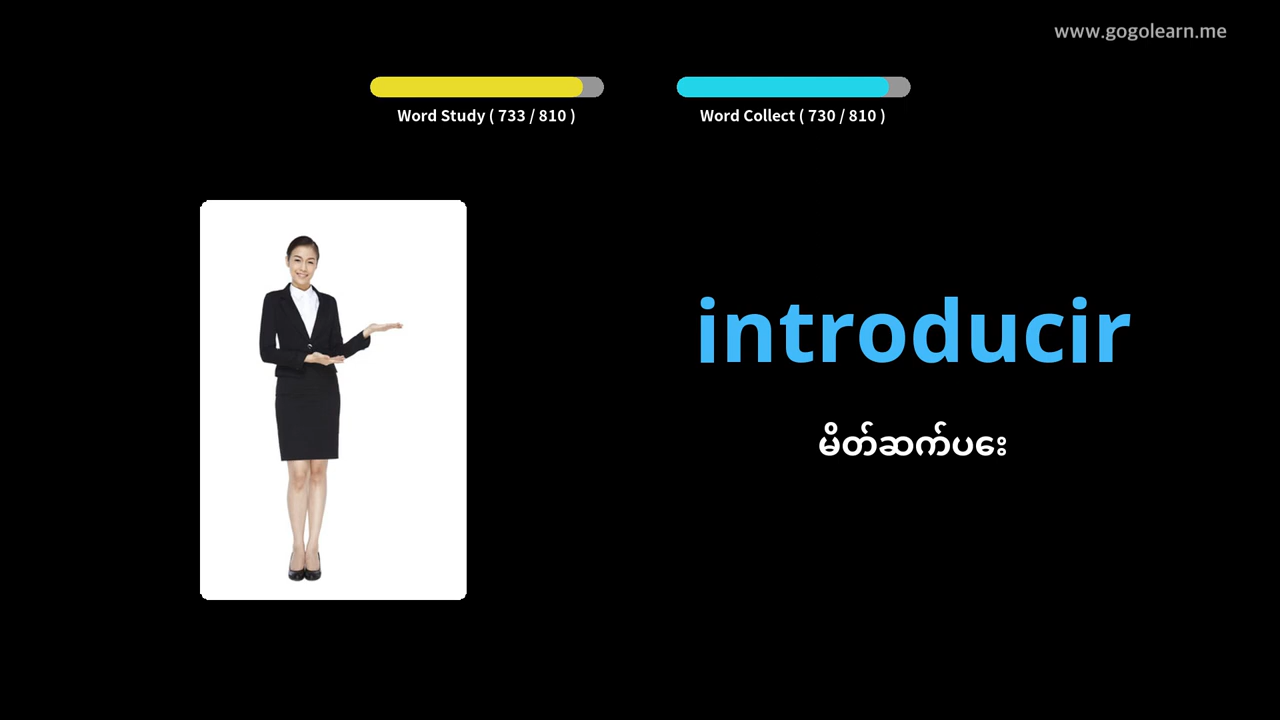 www.gogolearn.me
Word Study ( 733 / 810 )
Word Collect ( 730 / 810 )
introducir
မိတ်ဆက်ပေး